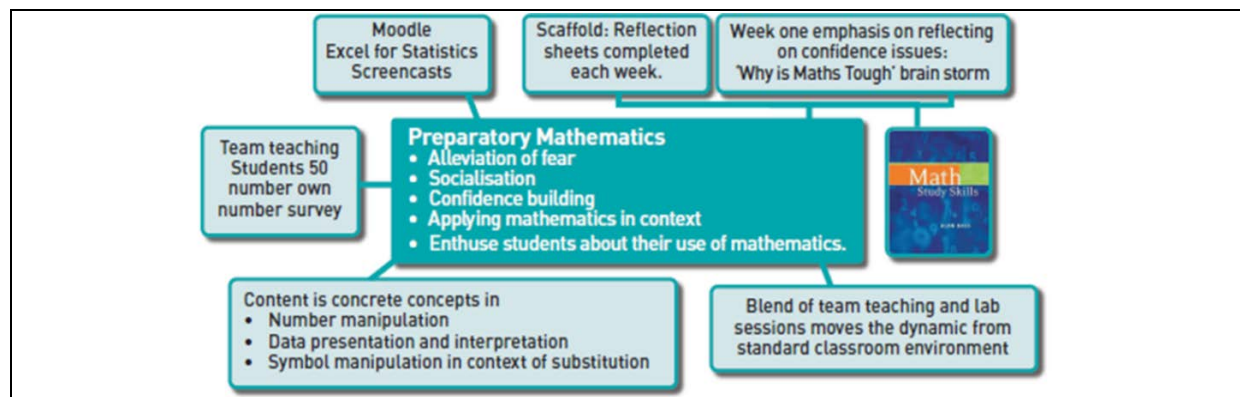 Moodle
Excel for Statistics
Screencasts
Scaffold: Reflection
sheets completed
each week.
Week one emphasis on reflecting
on confidence issues:
‘Why is Maths Tough’ brain storm
Team teaching
Students 50
number own
number survey
Preparatory Mathematics
• Alleviation of fear
• Socialisation
• Confidence building
• Applying mathematics in context
• Enthuse students about their use of mathematics.
Math
Study Skills
Content is concrete concepts in
• Number manipulation
• Data presentation and interpretation
• Symbol manipulation in context of substitution
Blend of team teaching and lab
sessions moves the dynamic from
standard classroom environment